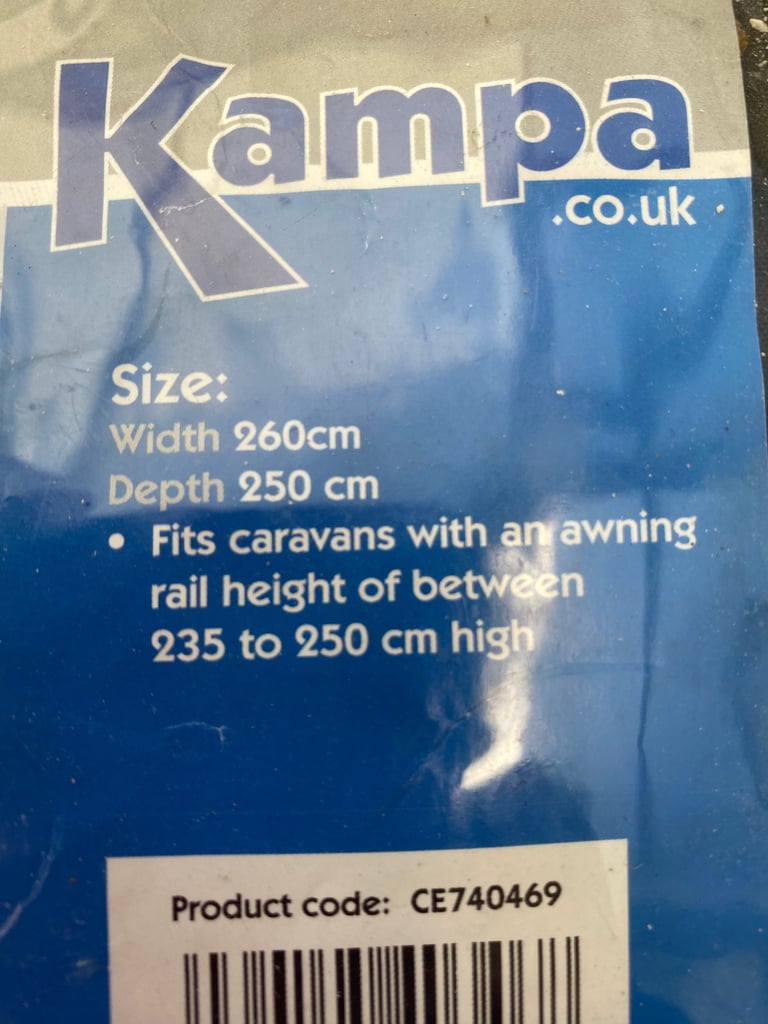 Kampa
.co.uk
Size:
Width 260cm
Depth 250 cm
• Fits caravans with an awning
rail height of between
235 to 250 cm high
Product code: CE740469